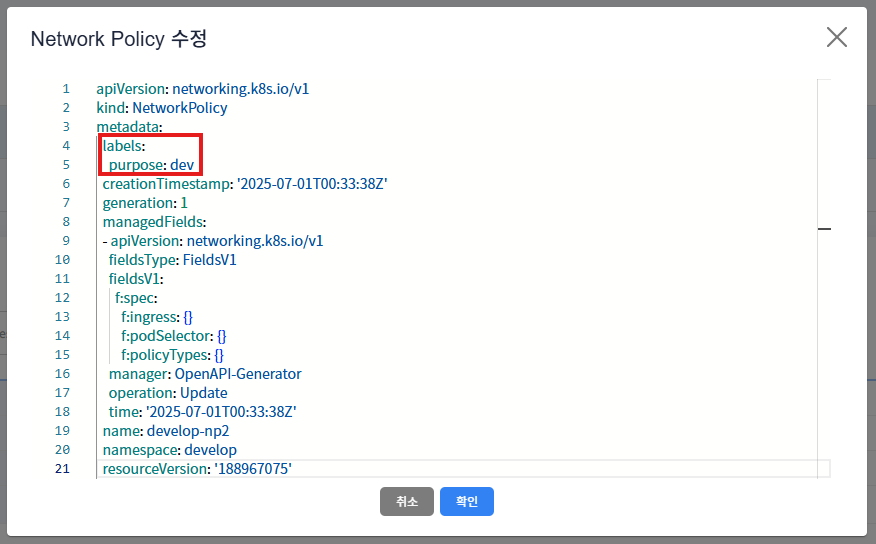 Network Policy 수정
1 apiVersion: networking.k8s.io/v1
2 kind: NetworkPolicy
3 metadata:
4 labels:
5 purpose: dev
6 creationTimestamp: '2025-07-01T00:33:38Z'
7 generation: 1
8 managedFields:
9 - apiVersion: networking.k8s.io/v1
10 fieldsType: FieldsV1
11 fieldsV1:
12 f:spec:
13 f:ingress: {}
14 f:podSelector: {}
15 f:policyTypes: {}
16 manager: OpenAPI-Generator
17 operation: Update
18 time: '2025-07-01T00:33:38Z'
19 name: develop-np2
20 namespace: develop
21 resourceVersion: '188967075'
취소 확인